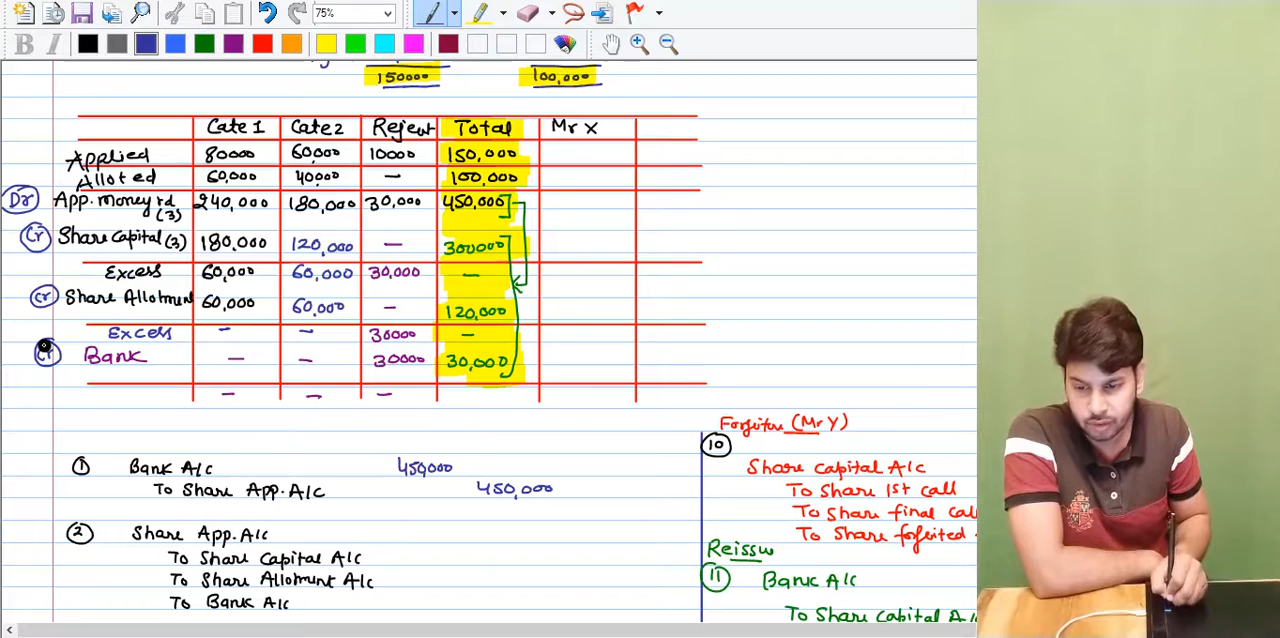 75%
B I
150000 100,000
Cate 1 Cate 2 Reject Total Mr X
Applied 80000 60,000 10000 150,000
Alloted 60,000 40000 – 100,000
Dr App. money rd (3) 240,000 180,000 30,000 450,000
Cr Share Capital (3) 180,000 120,000 – 300000
Excess 60,000 60,000 30,000 –
Cr Share Allotment 60,000 60,000 - 120,000
Excess – – 30000 –
Cr Bank – – 30000 30,000
– – –
① Bank A/c 450,000
To Share App. A/c 450,000
② Share App. A/c
To Share Capital A/c
To Share Allotment A/c
To Bank A/c
Forfeiture (Mr Y)
⑩
Share capital A/c
To Share 1st call
To Share final call
To Share forfeited
Reissue
⑪ Bank A/c
To Share capital A/c